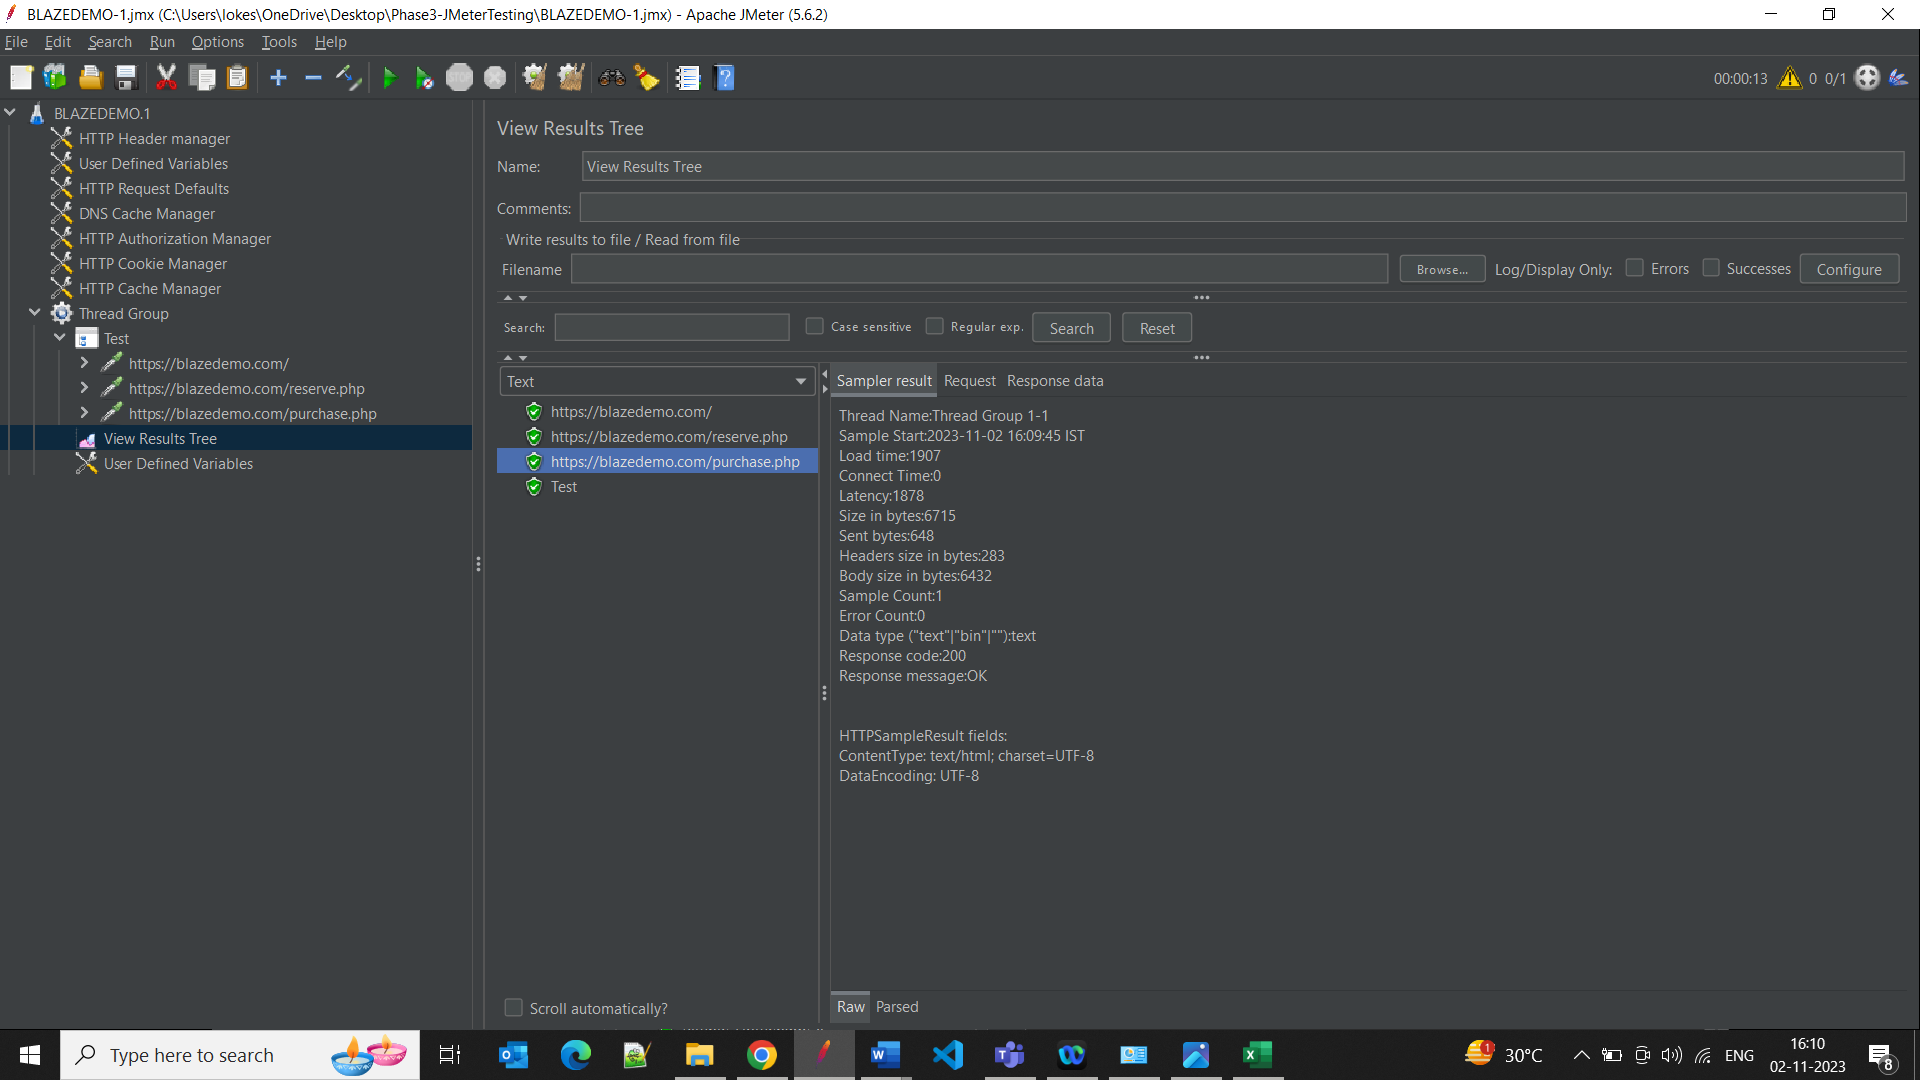 BLAZEDEMO-1.jmx (C:\Users\lokes\OneDrive\Desktop\Phase3-JMeterTesting\BLAZEDEMO-1.jmx) - Apache JMeter (5.6.2)
File Edit Search Run Options Tools Help
STOP
00:00:13 0 0/1
BLAZEDEMO.1
HTTP Header manager
User Defined Variables
HTTP Request Defaults
DNS Cache Manager
HTTP Authorization Manager
HTTP Cookie Manager
HTTP Cache Manager
Thread Group
Test
https://blazedemo.com/
https://blazedemo.com/reserve.php
https://blazedemo.com/purchase.php
View Results Tree
User Defined Variables
View Results Tree
Name: View Results Tree
Comments:
Write results to file / Read from file
Filename Browse... Log/Display Only: Errors Successes Configure
Search: Case sensitive Regular exp. Search Reset
Text
https://blazedemo.com/
https://blazedemo.com/reserve.php
https://blazedemo.com/purchase.php
Test
Scroll automatically?
Sampler result Request Response data
Thread Name:Thread Group 1-1
Sample Start:2023-11-02 16:09:45 IST
Load time:1907
Connect Time:0
Latency:1878
Size in bytes:6715
Sent bytes:648
Headers size in bytes:283
Body size in bytes:6432
Sample Count:1
Error Count:0
Data type ("text"|"bin"|""):text
Response code:200
Response message:OK
HTTPSampleResult fields:
ContentType: text/html; charset=UTF-8
DataEncoding: UTF-8
Raw Parsed
Type here to search
1 30°C ENG
16:10
02-11-2023
8